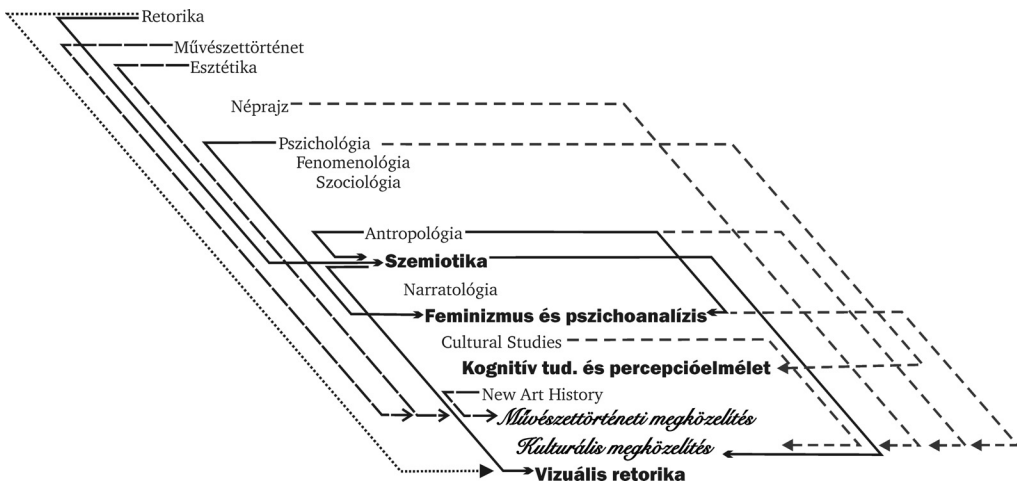 Retorika
Művészettörténet
Esztétika
Néprajz
Pszichológia
Fenomenológia
Szociológia
Antropológia
Szemiotika
Narratológia
Feminizmus és pszichoanalízis
Cultural Studies
Kognitív tud. és percepcióelmélet
New Art History
Művészettörténeti megközelítés
Kulturális megközelítés
Vizuális retorika